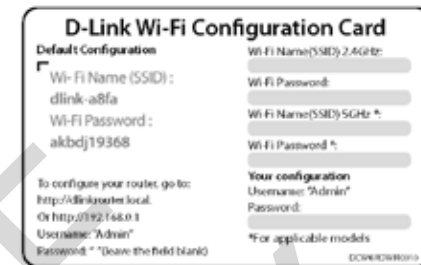 D-Link Wi-Fi Configuration Card
Default Configuration
Wi- Fi Name (SSID) :
dlink-a8fa
Wi-Fi Password :
akbdj19368
To configure your router, go to:
http://dlinkrouter.local.
Or http://192.168.0.1
Username: "Admin"
Password: " "(leave the field blank)
Wi-Fi Name(SSID) 2.4GHz:
Wi-Fi Password:
Wi-Fi Name(SSID) 5GHz *:
Wi-Fi Password *:
Your configuration
Username: "Admin"
Password:
*For applicable models